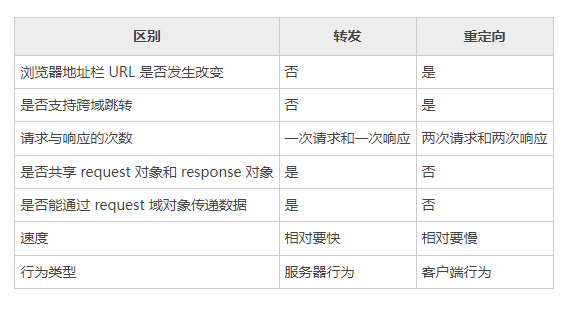 区别 转发 重定向
浏览器地址栏 URL 是否发生改变 否 是
是否支持跨域跳转 否 是
请求与响应的次数 一次请求和一次响应 两次请求和两次响应
是否共享 request 对象和 response 对象 是 否
是否能通过 request 域对象传递数据 是 否
速度 相对要快 相对要慢
行为类型 服务器行为 客户端行为